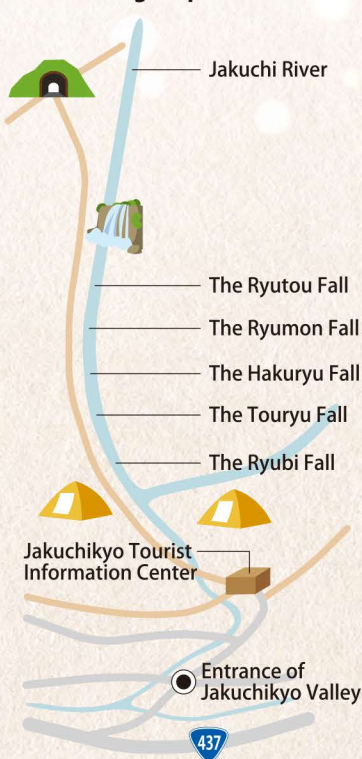 Jakuchi River
The Ryutou Fall
The Ryumon Fall
The Hakuryu Fall
The Touryu Fall
The Ryubi Fall
Jakuchikyo Tourist
Information Center
Entrance of
Jakuchikyo Valley
437